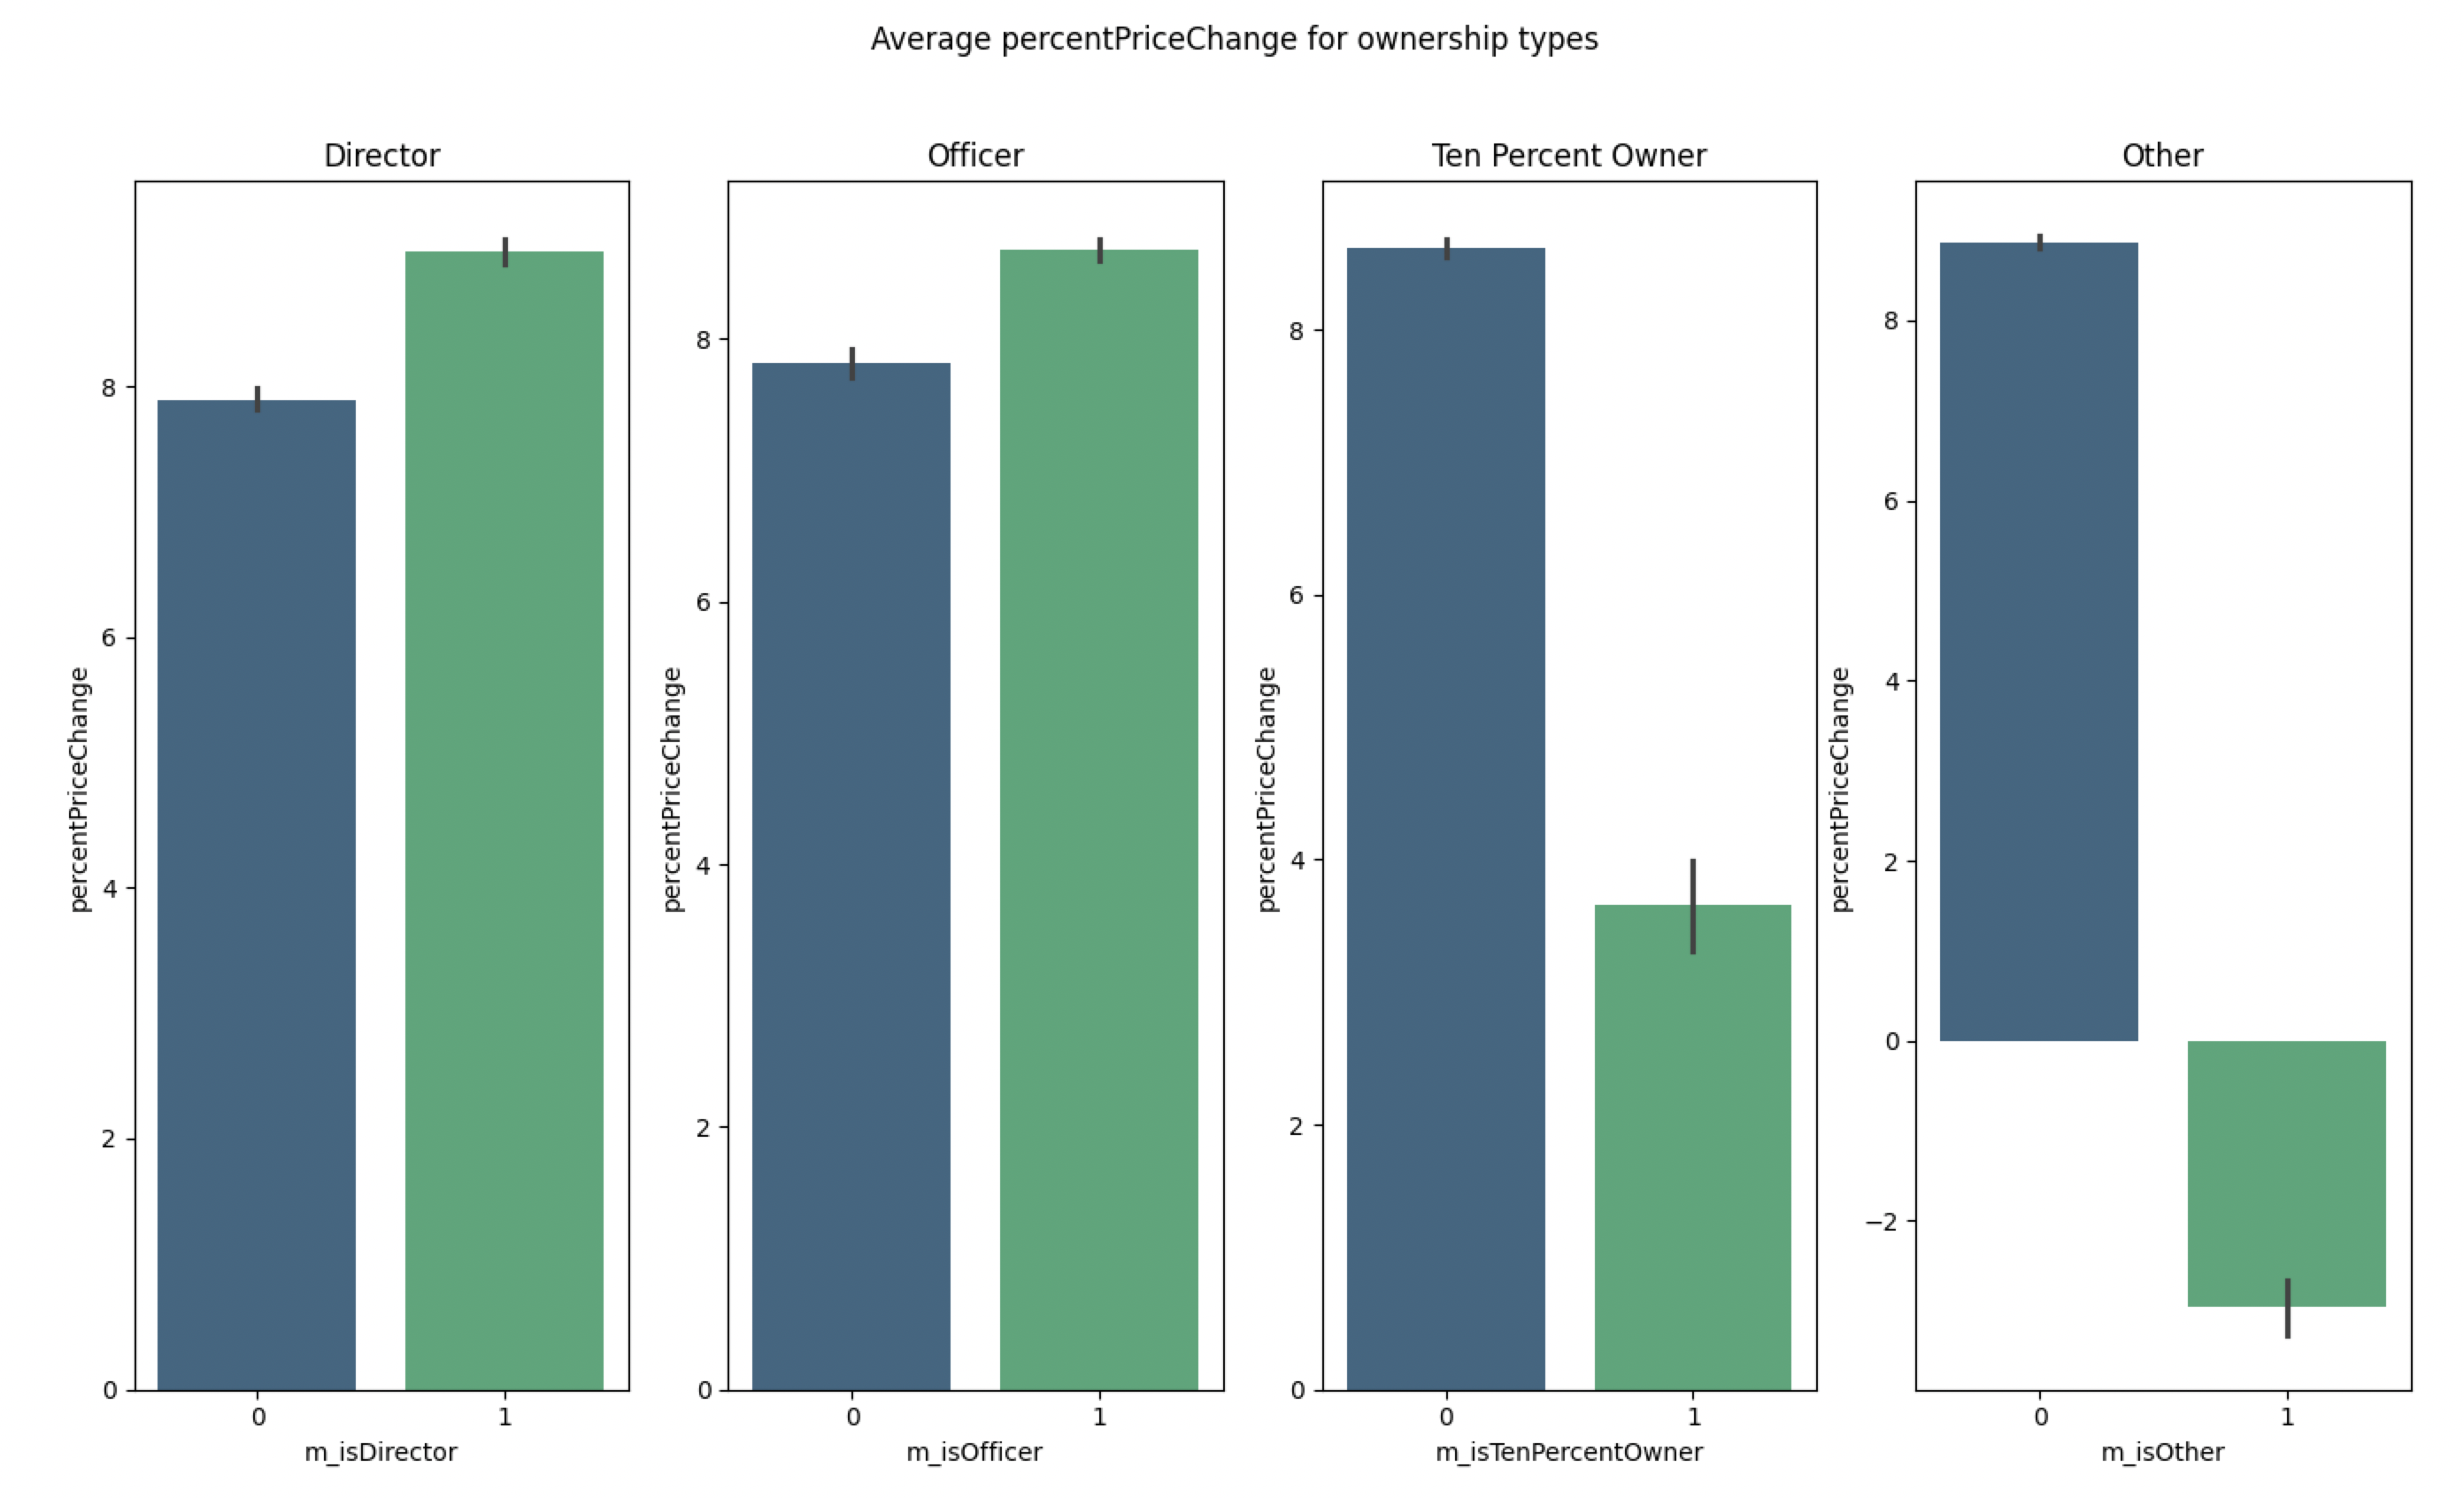 Average percentPriceChange for ownership types
Director
percentPriceChange
8
6
4
2
0
0 1
m_isDirector
Officer
percentPriceChange
8
6
4
2
0
0 1
m_isOfficer
Ten Percent Owner
percentPriceChange
8
6
4
2
0
0 1
m_isTenPercentOwner
Other
percentPriceChange
8
6
4
2
0
−2
0 1
m_isOther